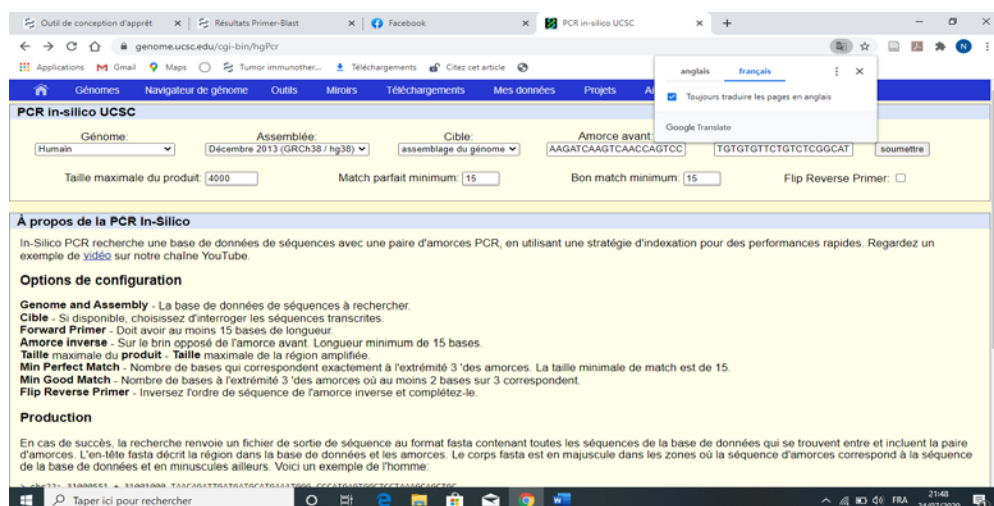 Outil de conception d'apprêt
Résultats Primer-Blast
Facebook
PCR in-silico UCSC
genome.ucsc.edu/cgi-bin/hgPcr
Applications Gmail Maps Tumor immunother... Téléchargements Citez cet article
anglais français
Toujours traduire les pages en anglais
Google Translate
Génomes Navigateur de génome Outils Miroirs Téléchargements Mes données Projets
PCR in-silico UCSC
Génome: Assemblée: Cible: Amorce avant:
Humain Décembre 2013 (GRCh38 / hg38) assemblage du génome AAGATCAAGTCAACCAGTCC TGTGTGTTCTGTCTCGGCAT soumettre
Taille maximale du produit: 4000 Match parfait minimum: 15 Bon match minimum: 15 Flip Reverse Primer:
À propos de la PCR In-Silico
In-Silico PCR recherche une base de données de séquences avec une paire d'amorces PCR, en utilisant une stratégie d'indexation pour des performances rapides. Regardez un
exemple de vidéo sur notre chaîne YouTube.
Options de configuration
Genome and Assembly - La base de données de séquences à rechercher.
Cible - Si disponible, choisissez d'interroger les séquences transcrites.
Forward Primer - Doit avoir au moins 15 bases de longueur.
Amorce inverse - Sur le brin opposé de l'amorce avant. Longueur minimum de 15 bases.
Taille maximale du produit - Taille maximale de la région amplifiée.
Min Perfect Match - Nombre de bases qui correspondent exactement à l'extrémité 3 'des amorces. La taille minimale de match est de 15.
Min Good Match - Nombre de bases à l'extrémité 3 'des amorces où au moins 2 bases sur 3 correspondent.
Flip Reverse Primer - Inversez l'ordre de séquence de l'amorce inverse et complétez-le.
Production
En cas de succès, la recherche renvoie un fichier de sortie de séquence au format fasta contenant toutes les séquences de la base de données qui se trouvent entre et incluent la paire
d'amorces. L'en-tête fasta décrit la région dans la base de données et les amorces. Le corps fasta est en majuscule dans les zones où la séquence d'amorces correspond à la séquence
de la base de données et en minuscules ailleurs. Voici un exemple de l'homme:
Taper ici pour rechercher
FRA
21:48
24/07/2020